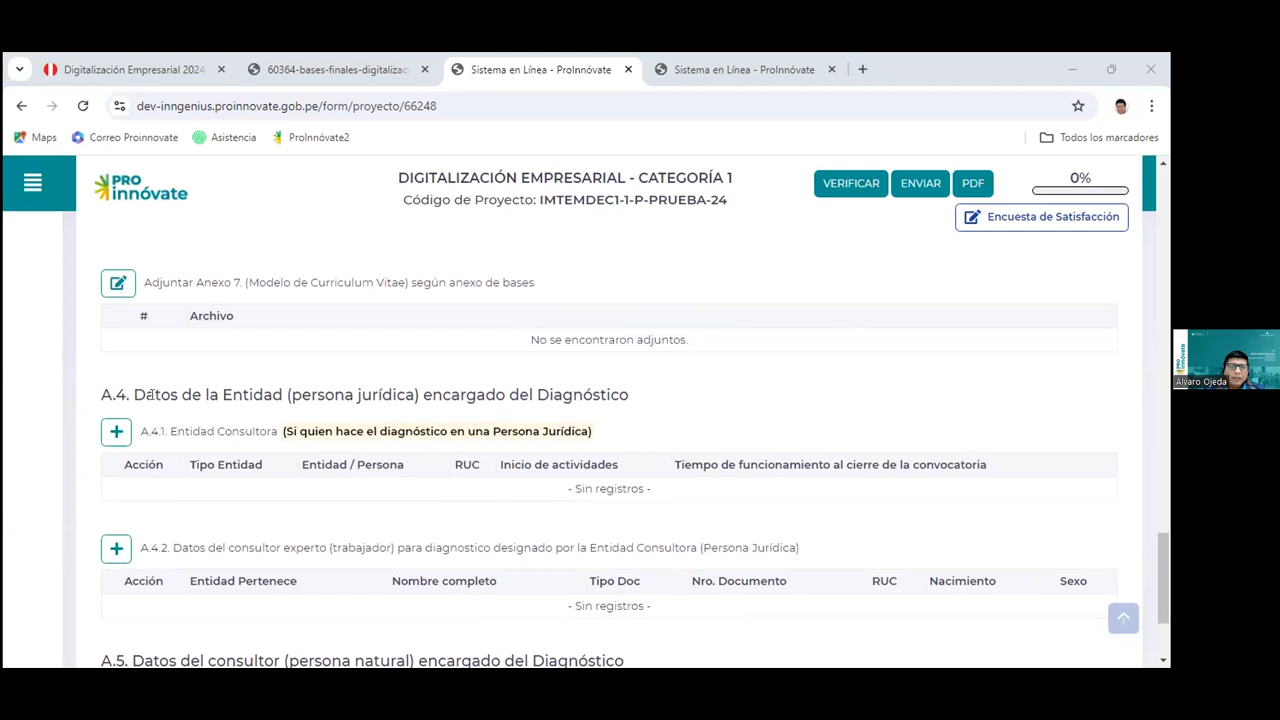 Digitalización Empresarial 2024
60364-bases-finales-digitalizac
Sistema en Línea - ProInnóvate
Sistema en Línea - ProInnóvate
dev-inngenius.proinnovate.gob.pe/form/proyecto/66248
Maps
Correo Proinnovate
Asistencia
ProInnóvate2
Todos los marcadores
PRO
innóvate
DIGITALIZACIÓN EMPRESARIAL - CATEGORÍA 1
Código de Proyecto: IMTEMDEC1-1-P-PRUEBA-24
VERIFICAR
ENVIAR
PDF
0%
Encuesta de Satisfacción
Adjuntar Anexo 7. (Modelo de Curriculum Vitae) según anexo de bases
# Archivo
No se encontraron adjuntos.
A.4. Datos de la Entidad (persona jurídica) encargado del Diagnóstico
A.4.1. Entidad Consultora (Si quien hace el diagnóstico en una Persona Jurídica)
Acción Tipo Entidad Entidad / Persona RUC Inicio de actividades Tiempo de funcionamiento al cierre de la convocatoria
- Sin registros -
A.4.2. Datos del consultor experto (trabajador) para diagnostico designado por la Entidad Consultora (Persona Jurídica)
Acción Entidad Pertenece Nombre completo Tipo Doc Nro. Documento RUC Nacimiento Sexo
- Sin registros -
A.5. Datos del consultor (persona natural) encargado del Diagnóstico
Alvaro Ojeda